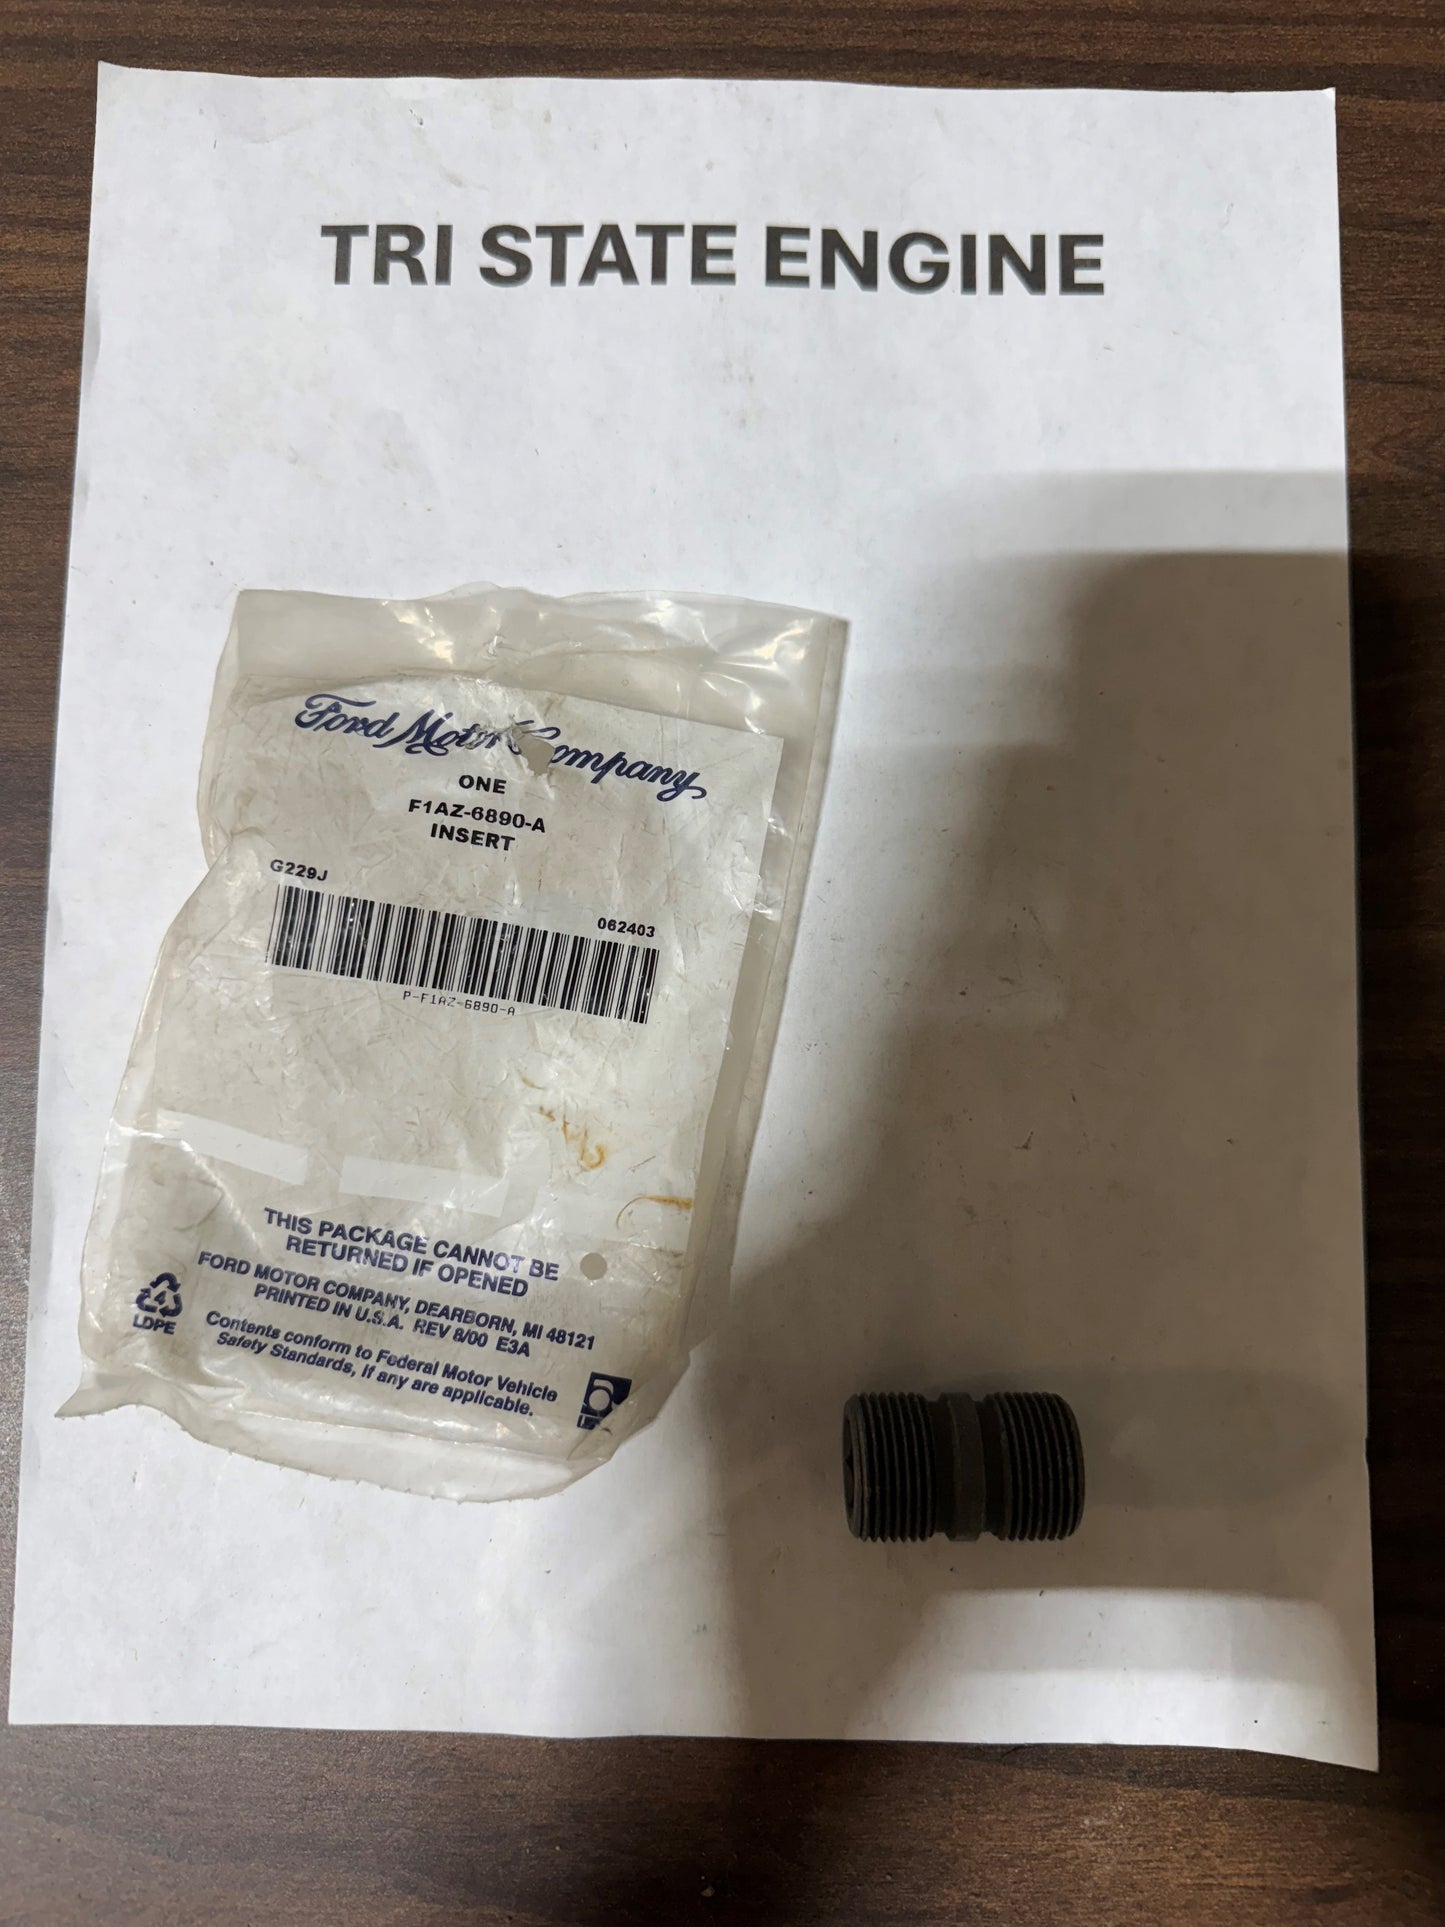 TRI STATE ENGINE
Ford Motor Company
ONE
F1AZ-6890-A
INSERT
G229J
062403
P-F1AZ-6890-A
THIS PACKAGE CANNOT BE
RETURNED IF OPENED
FORD MOTOR COMPANY, DEARBORN, MI 48121
PRINTED IN U.S.A. REV 8/00 E3A
4
LDPE
Contents conform to Federal Motor Vehicle
Safety Standards, if any are applicable.